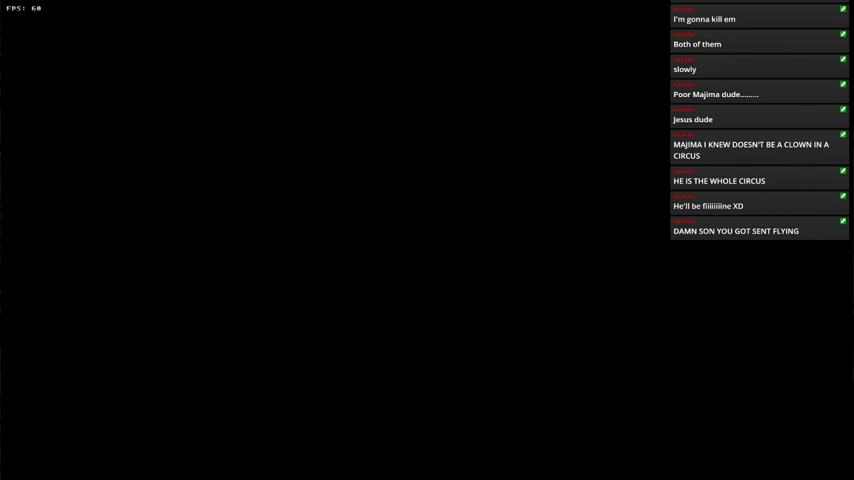 FPS: 60
I'm gonna kill em
Both of them
slowly
Poor Majima dude.........
Jesus dude
MAJIMA I KNEW DOESN'T BE A CLOWN IN A
CIRCUS
HE IS THE WHOLE CIRCUS
He'll be fiiiiiiiine XD
DAMN SON YOU GOT SENT FLYING